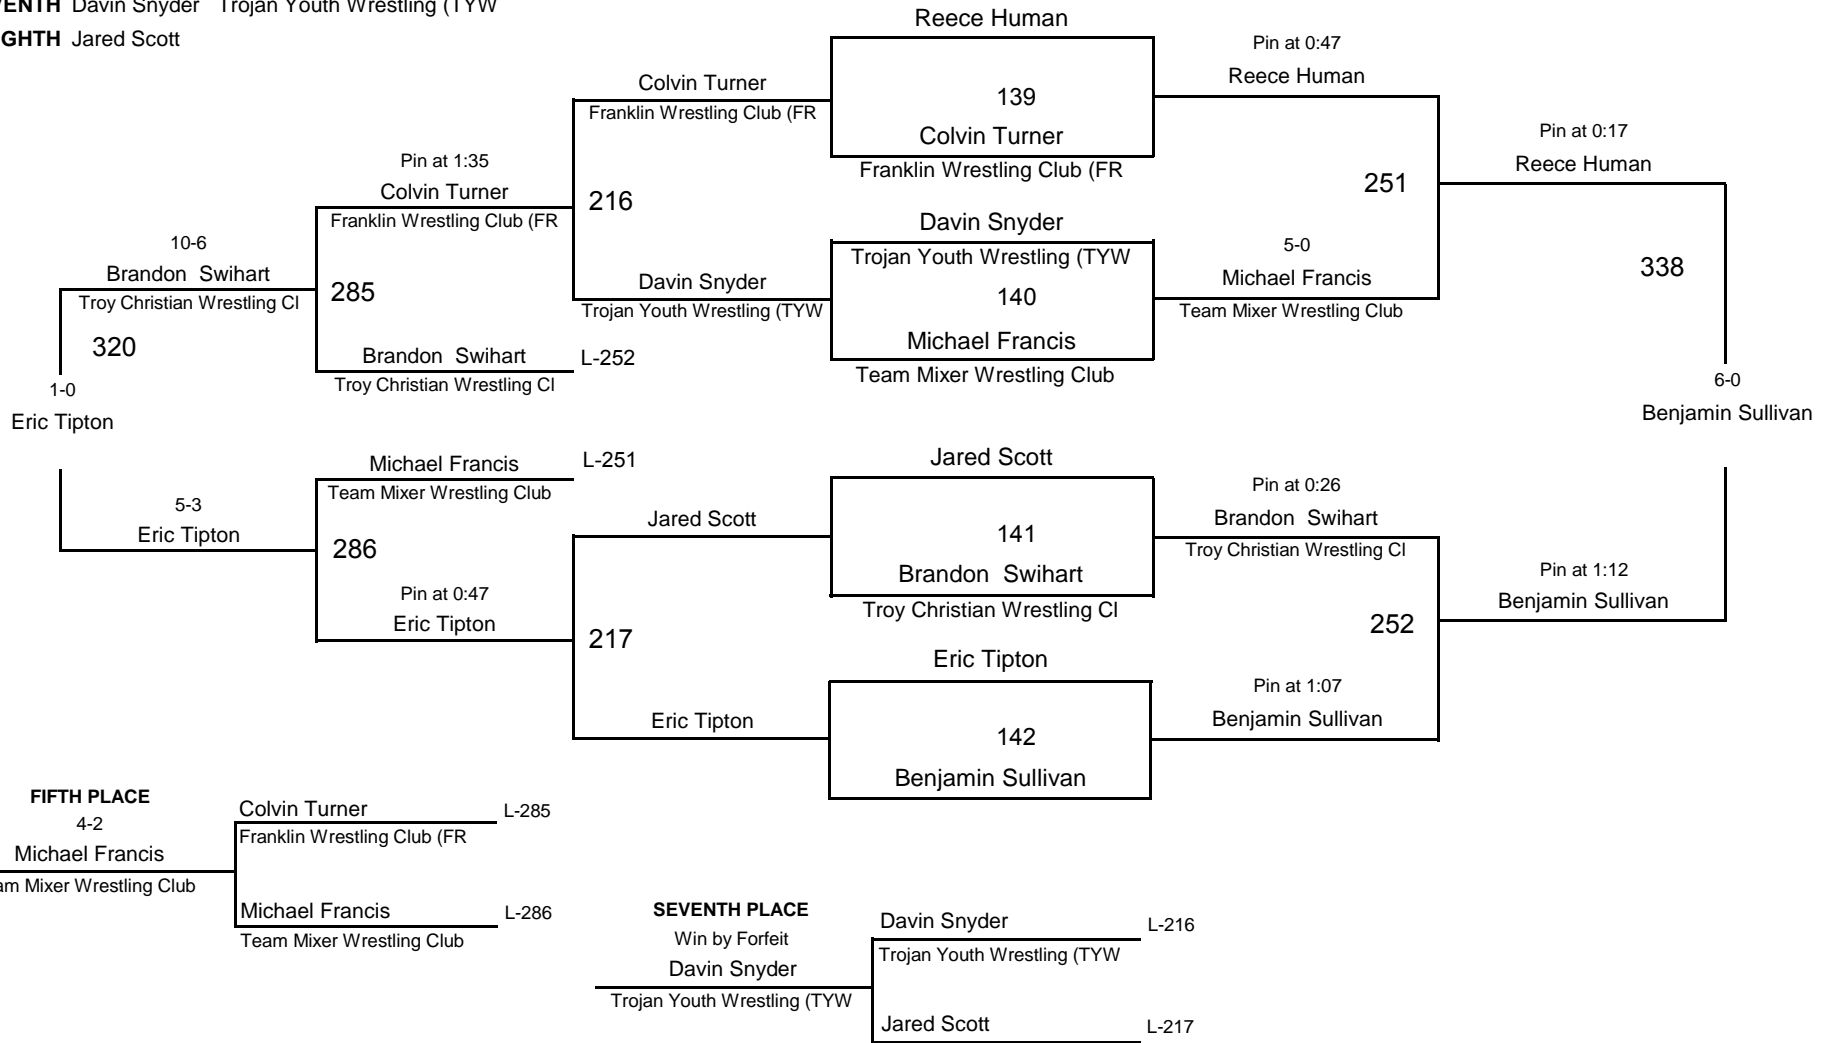 Davin Snyder Trojan Youth Wrestling (TYW
Jared Scott
Reece Human
139
Colvin Turner
Franklin Wrestling Club (FR
Davin Snyder
Trojan Youth Wrestling (TYW
140
Michael Francis
Team Mixer Wrestling Club
Jared Scott
141
Brandon Swihart
Troy Christian Wrestling Cl
Eric Tipton
142
Benjamin Sullivan
Pin at 0:47
Reece Human
251
5-0
Michael Francis
Team Mixer Wrestling Club
Pin at 0:26
Brandon Swihart
Troy Christian Wrestling Cl
252
Pin at 1:07
Benjamin Sullivan
Pin at 0:17
Reece Human
338
Pin at 1:12
Benjamin Sullivan
6-0
Benjamin Sullivan
Colvin Turner
Franklin Wrestling Club (FR
216
Davin Snyder
Trojan Youth Wrestling (TYW
Jared Scott
217
Eric Tipton
Pin at 1:35
Colvin Turner
Franklin Wrestling Club (FR
285
Brandon Swihart
L-252
Troy Christian Wrestling Cl
Michael Francis
L-251
Team Mixer Wrestling Club
286
Pin at 0:47
Eric Tipton
10-6
Brandon Swihart
Troy Christian Wrestling Cl
320
1-0
Eric Tipton
5-3
Eric Tipton
FIFTH PLACE
4-2
Michael Francis
Mixer Wrestling Club
Colvin Turner
L-285
Franklin Wrestling Club (FR
Michael Francis
L-286
Team Mixer Wrestling Club
SEVENTH PLACE
Win by Forfeit
Davin Snyder
Trojan Youth Wrestling (TYW
Davin Snyder
L-216
Trojan Youth Wrestling (TYW
Jared Scott
L-217